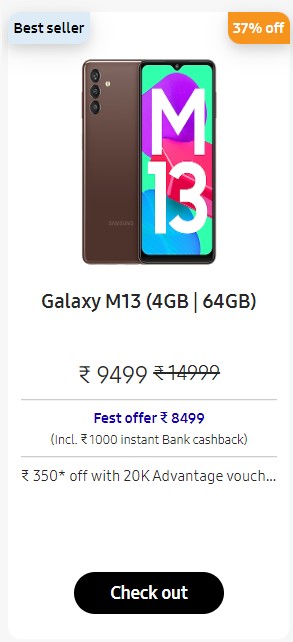 Best seller
37% off
SAMSUNG
M
13
Galaxy M13 (4GB | 64GB)
₹ 9499 ₹ 14999
Fest offer ₹ 8499
(Incl. ₹ 1000 instant Bank cashback)
₹ 350* off with 20K Advantage vouch...
Check out